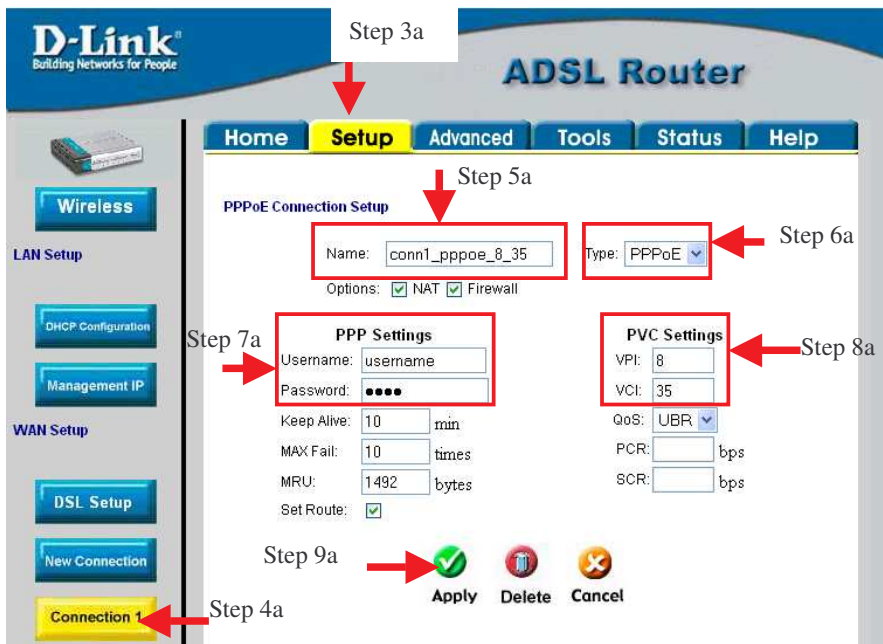 D-Link®
Building Networks for People
Step 3a
ADSL Router
Home Setup Advanced Tools Status Help
Wireless
LAN Setup
DHCP Configuration
Management IP
WAN Setup
DSL Setup
New Connection
Connection 1
Step 4a
Step 5a
PPPoE Connection Setup
Name: conn1_pppoe_8_35
Type: PPPoE
Step 6a
Options: NAT Firewall
Step 7a
PPP Settings
Username: username
Password: ●●●●
Keep Alive: 10 min
MAX Fail: 10 times
MRU: 1492 bytes
Set Route:
PVC Settings
Step 8a
VPI: 8
VCI: 35
QoS: UBR
PCR: bps
SCR: bps
Step 9a
Apply Delete Cancel